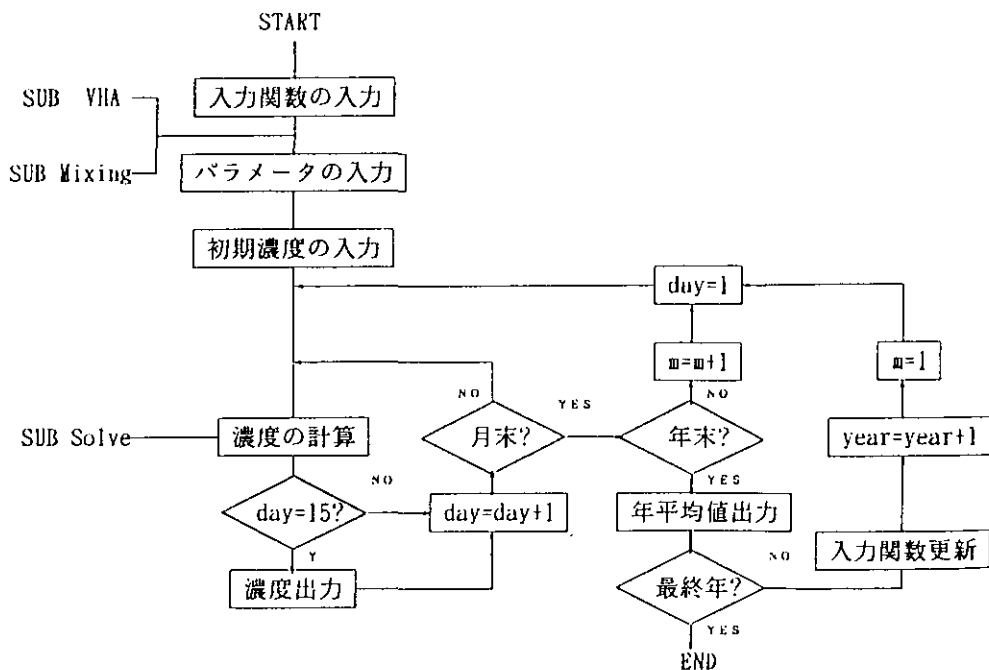 START
SUB VHA
入力関数の入力
SUB Mixing
パラメータの入力
初期濃度の入力
day=1
m=m+1
m=1
NO
YES
NO
SUB Solve
濃度の計算
月末?
年末?
year=year+1
NO
YES
day=15?
day=day+1
年平均値出力
Y
NO
入力関数更新
濃度出力
最終年?
YES
END